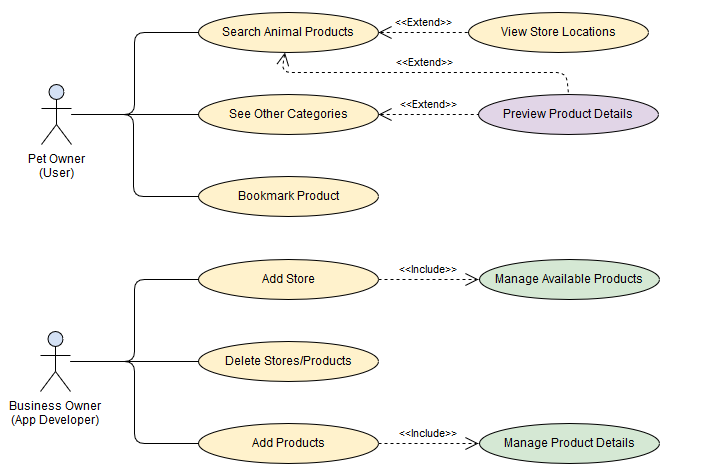 Search Animal Products
<<Extend>>
View Store Locations
<<Extend>>
See Other Categories
<<Extend>>
Preview Product Details
Pet Owner
(User)
Bookmark Product
Add Store
<<Include>>
Manage Available Products
Delete Stores/Products
Business Owner
(App Developer)
Add Products
<<Include>>
Manage Product Details